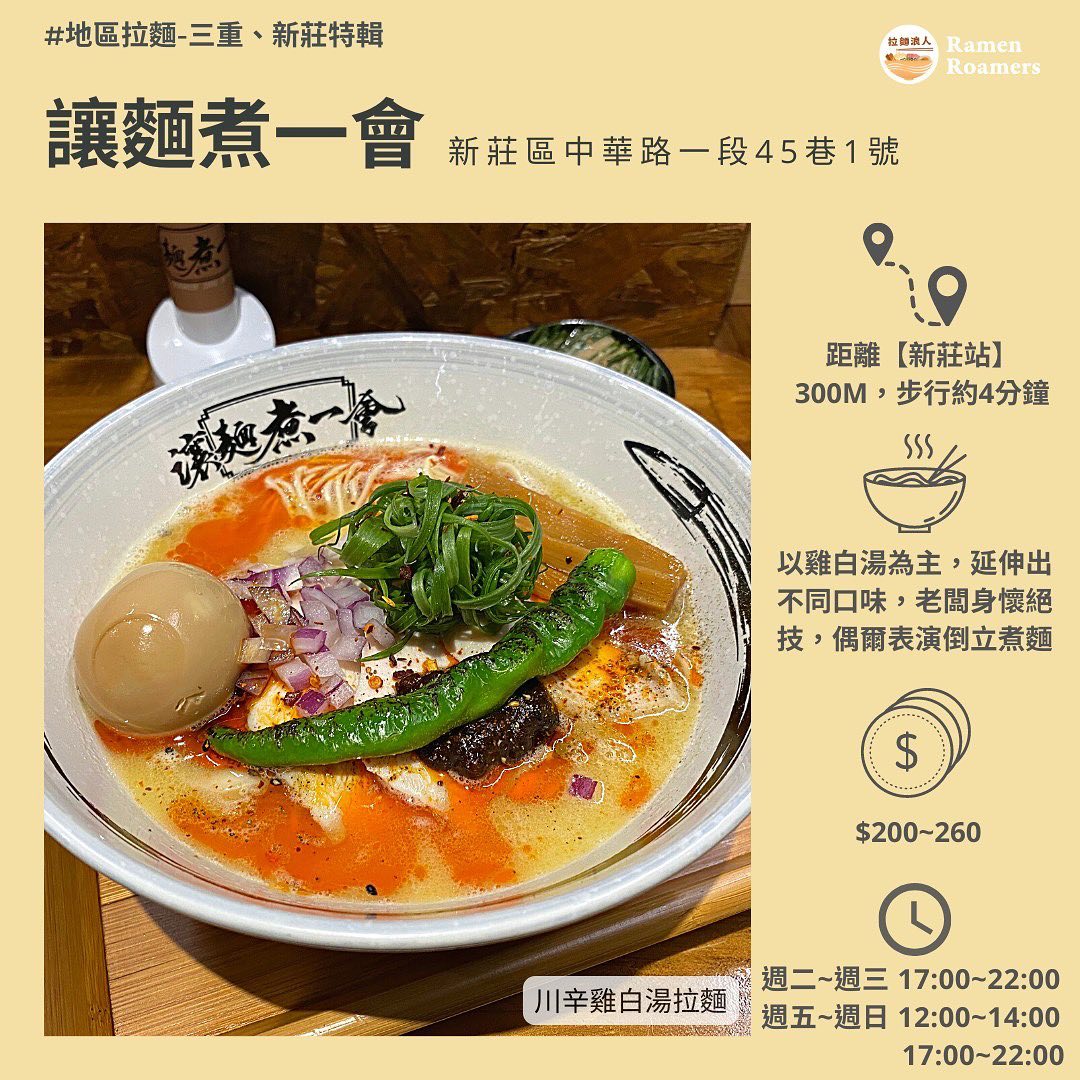 #地區拉麵-三重、新莊特輯
拉麵浪人
Ramen
Roamers
讓麵煮一會
新莊區中華路一段45巷1號
麵煮一
讓麵煮一會
距離【新莊站】
300M，步行約4分鐘
以雞白湯為主，延伸出
不同口味，老闆身懷絕
技，偶爾表演倒立煮麵
$
$200~260
川辛雞白湯拉麵
週二~週三 17:00~22:00
週五~週日 12:00~14:00
17:00~22:00